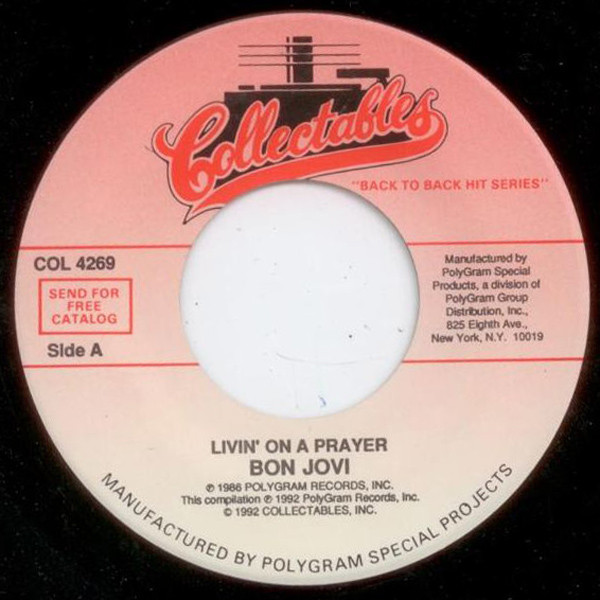 Collectables
"BACK TO BACK HIT SERIES"
COL 4269
SEND FOR
FREE
CATALOG
Side A
Manufactured by
PolyGram Special
Products, a division of
PolyGram Group
Distribution, Inc.,
825 Eighth Ave.,
New York, N.Y. 10019
LIVIN' ON A PRAYER
BON JOVI
℗ 1986 POLYGRAM RECORDS, INC.
This compilation ℗ 1992 PolyGram Records, Inc.
© 1992 COLLECTABLES, INC.
MANUFACTURED BY POLYGRAM SPECIAL PROJECTS